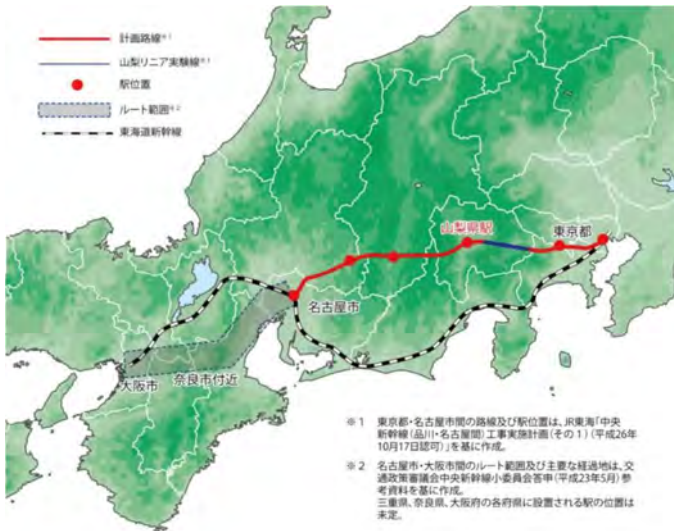 計画路線※1
山梨リニア実験線※1
駅位置
ルート範囲※2
東海道新幹線
山梨県駅
東京都
名古屋市
大阪市
奈良市付近
※1 東京都・名古屋市間の路線及び駅位置は、JR東海「中央
新幹線(品川・名古屋間)工事実施計画(その1)(平成26年
10月17日認可)」を基に作成。
※2 名古屋市・大阪市間のルート範囲及び主要な経過地は、交
通政策審議会中央新幹線小委員会答申(平成23年5月)参
考資料を基に作成。
三重県、奈良県、大阪府の各府県に設置される駅の位置は
未定。